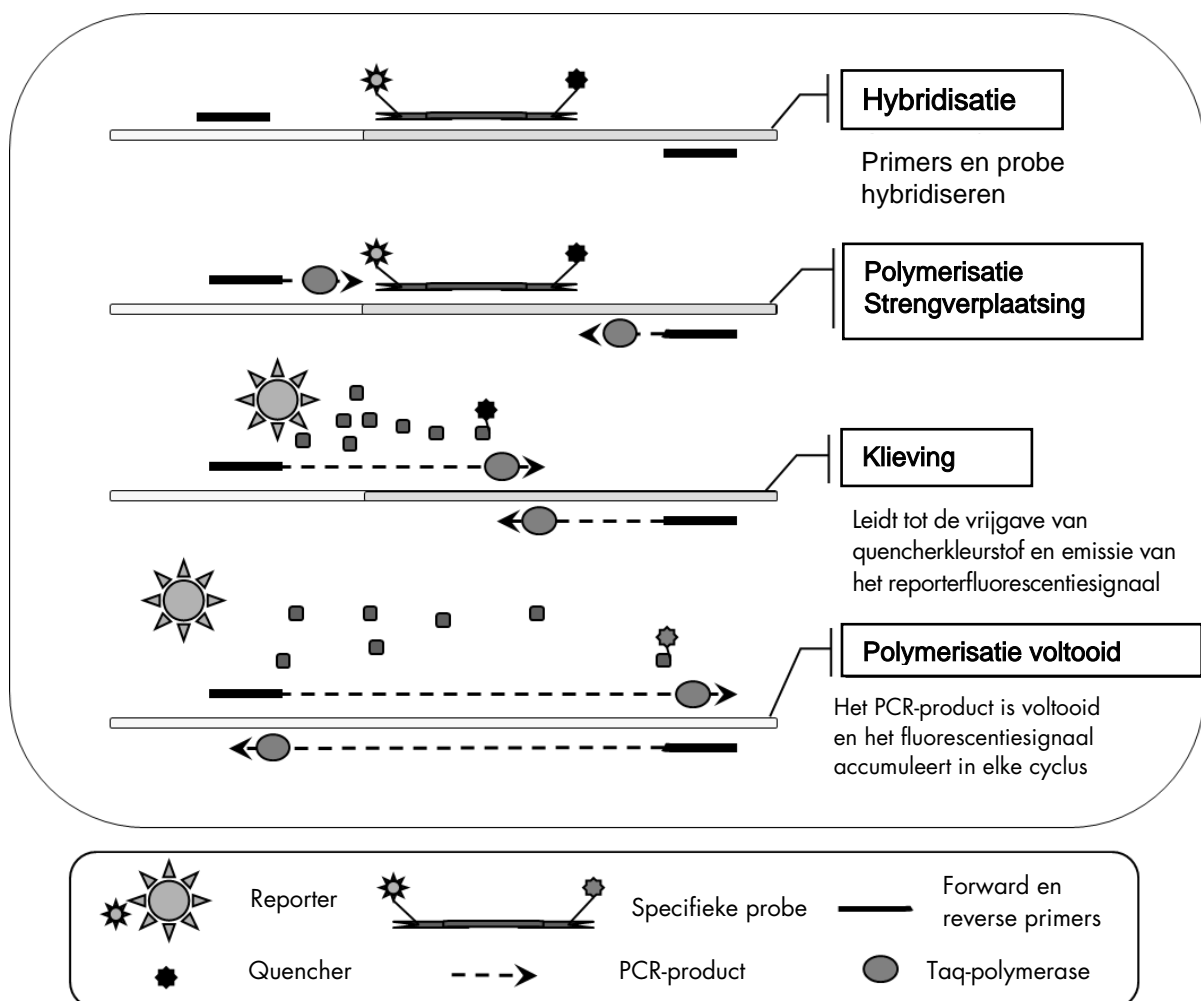 Hybridisatie
Primers en probe
hybridiseren
Polymerisatie
Strengverplaatsing
Klieving
Leidt tot de vrijgave van
quencherkleurstof en emissie van
het reporterfluorescentiesignaal
Polymerisatie voltooid
Het PCR-product is voltooid
en het fluorescentiesignaal
accumuleert in elke cyclus
Reporter
Specifieke probe
Forward en
reverse primers
Quencher
PCR-product
Taq-polymerase